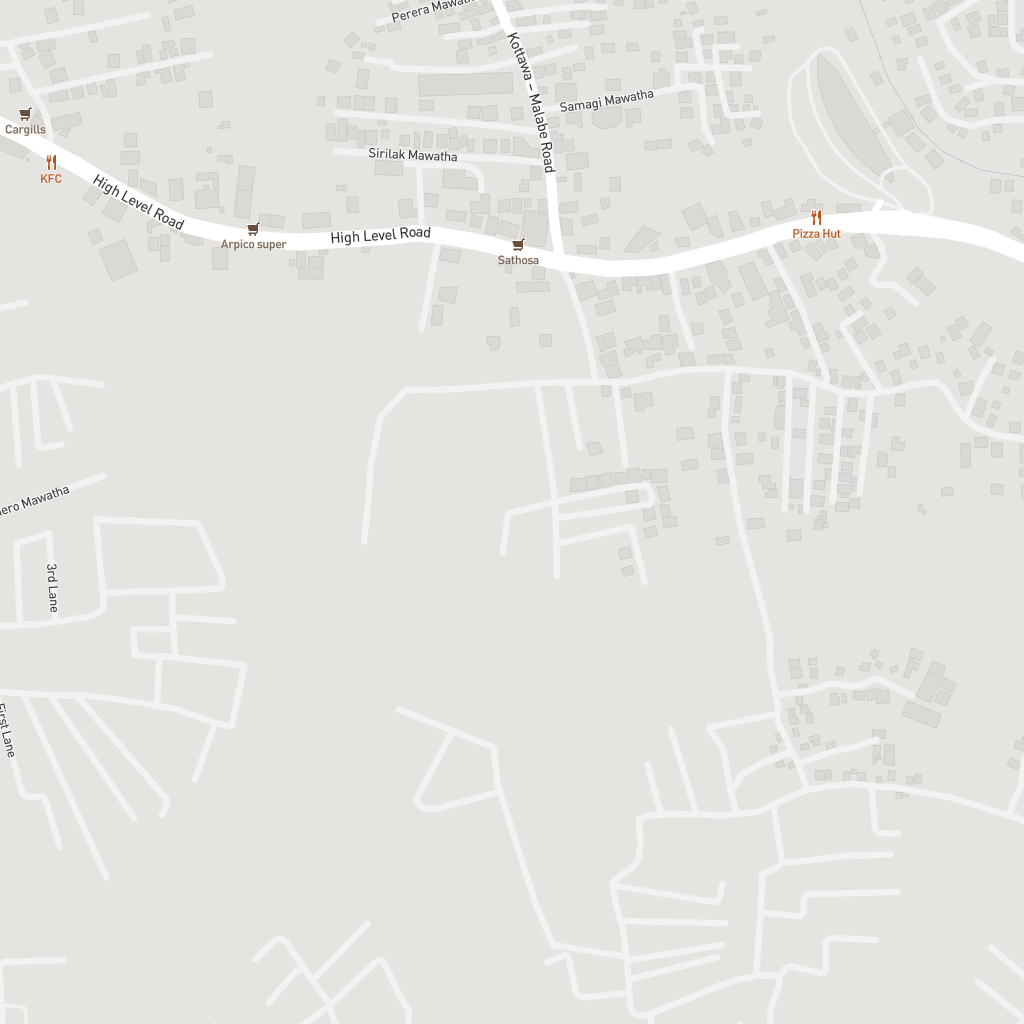 Perera Mawath
Kottawa – Malabe Road
Samagi Mawatha
Cargills
Sirilak Mawatha
KFC
High Level Road
High Level Road
Pizza Hut
Arpico super
Sathosa
Mawatha
3rd Lane
First Lane